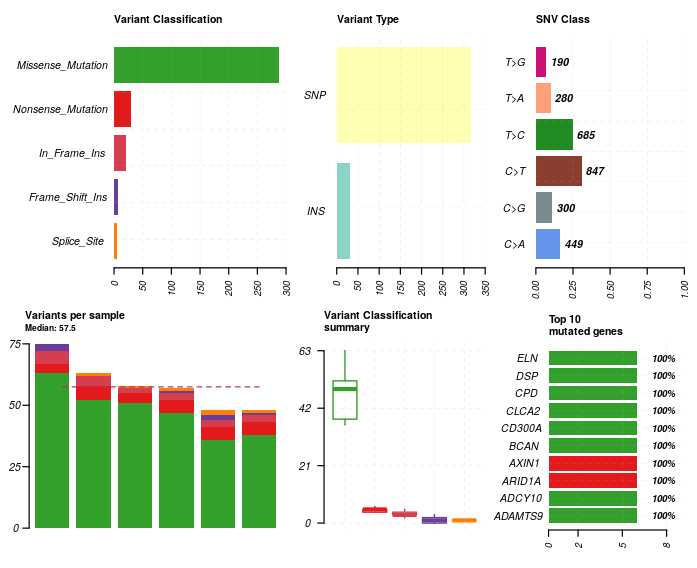 Variant Classification
Missense_Mutation
Nonsense_Mutation
In_Frame_Ins
Frame_Shift_Ins
Splice_Site
0
50
100
150
200
250
300
Variant Type
SNP
INS
0
50
100
150
200
250
300
350
SNV Class
T>G
190
T>A
280
T>C
685
C>T
847
C>G
300
C>A
449
0.00
0.25
0.50
0.75
1.00
Variants per sample
Median: 57.5
75
50
25
0
Variant Classification
summary
63
42
21
0
Top 10
mutated genes
ELN
100%
DSP
100%
CPD
100%
CLCA2
100%
CD300A
100%
BCAN
100%
AXIN1
100%
ARID1A
100%
ADCY10
100%
ADAMTS9
100%
0
2
5
8